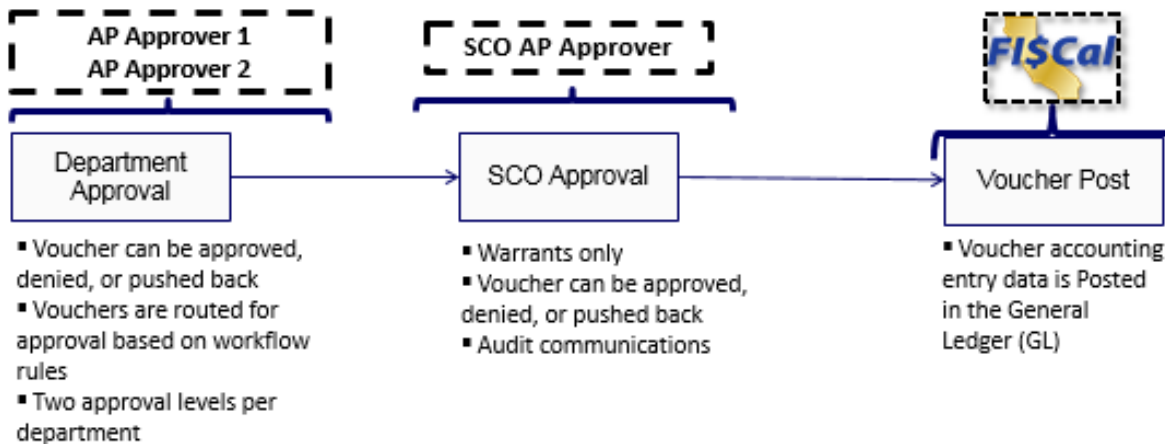 AP Approver 1
AP Approver 2
SCO AP Approver
FI$Cal
Department
Approval
SCO Approval
Voucher Post
▪ Voucher can be approved,
denied, or pushed back
▪ Vouchers are routed for
approval based on workflow
rules
▪ Two approval levels per
department
▪ Warrants only
▪ Voucher can be approved,
denied, or pushed back
▪ Audit communications
▪ Voucher accounting
entry data is Posted
in the General
Ledger (GL)